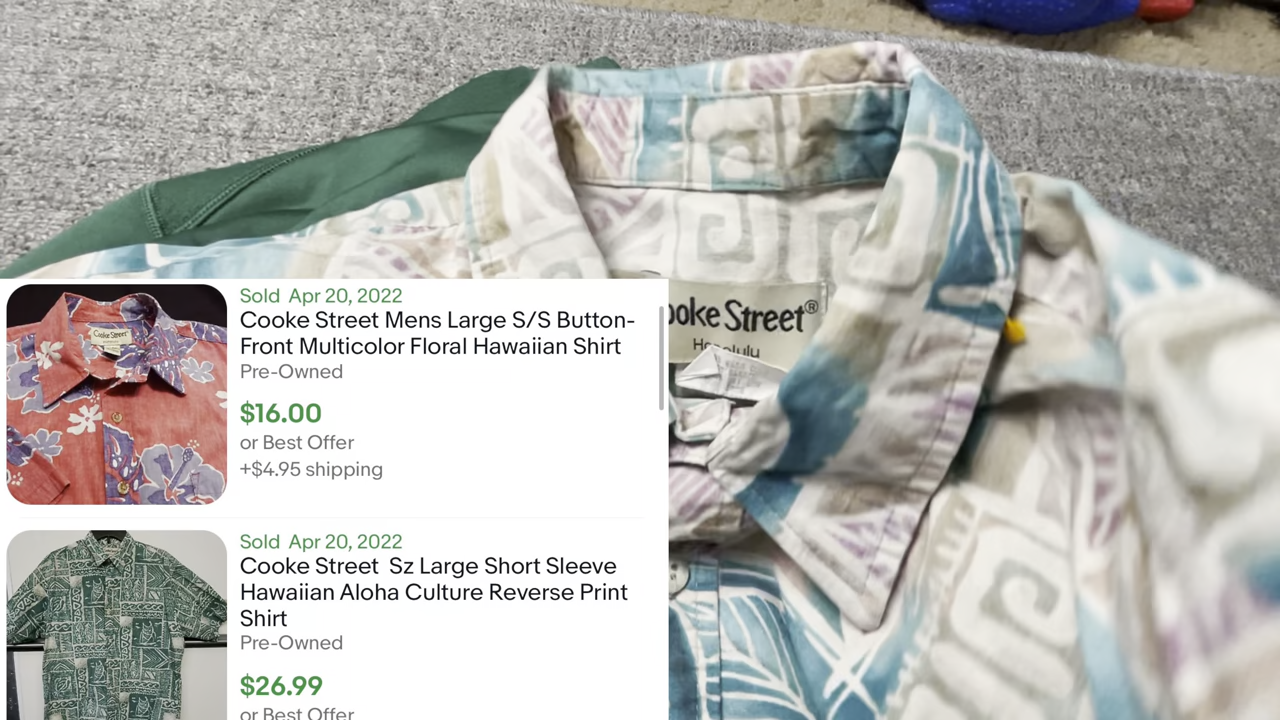 Sold Apr 20, 2022
Cooke Street Mens Large S/S Button-
Front Multicolor Floral Hawaiian Shirt
Pre-Owned
$16.00
or Best Offer
+$4.95 shipping
Sold Apr 20, 2022
Cooke Street Sz Large Short Sleeve
Hawaiian Aloha Culture Reverse Print
Shirt
Pre-Owned
$26.99
or Best Offer
ooke Street®
Honolulu
Cooke Street